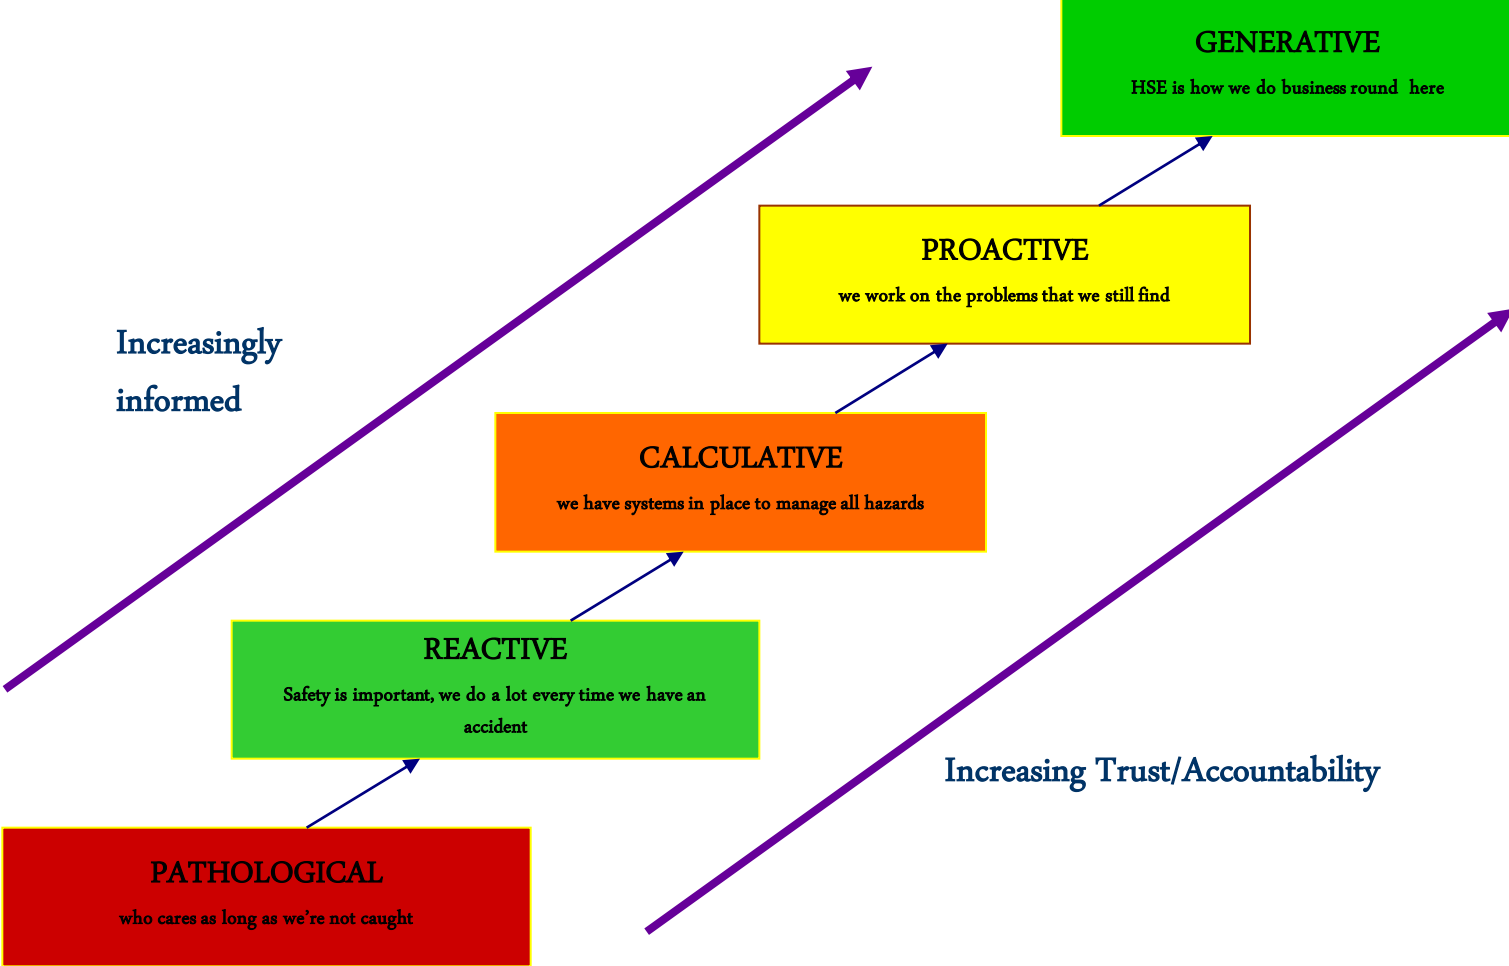 GENERATIVE
HSE is how we do business round  here
PROACTIVE
we work on the problems that we still find
Increasingly
informed
CALCULATIVE
we have systems in place to manage all hazards
REACTIVE
Safety is important, we do a lot every time we have an
accident
Increasing Trust/Accountability
PATHOLOGICAL
who cares as long as we’re not caught